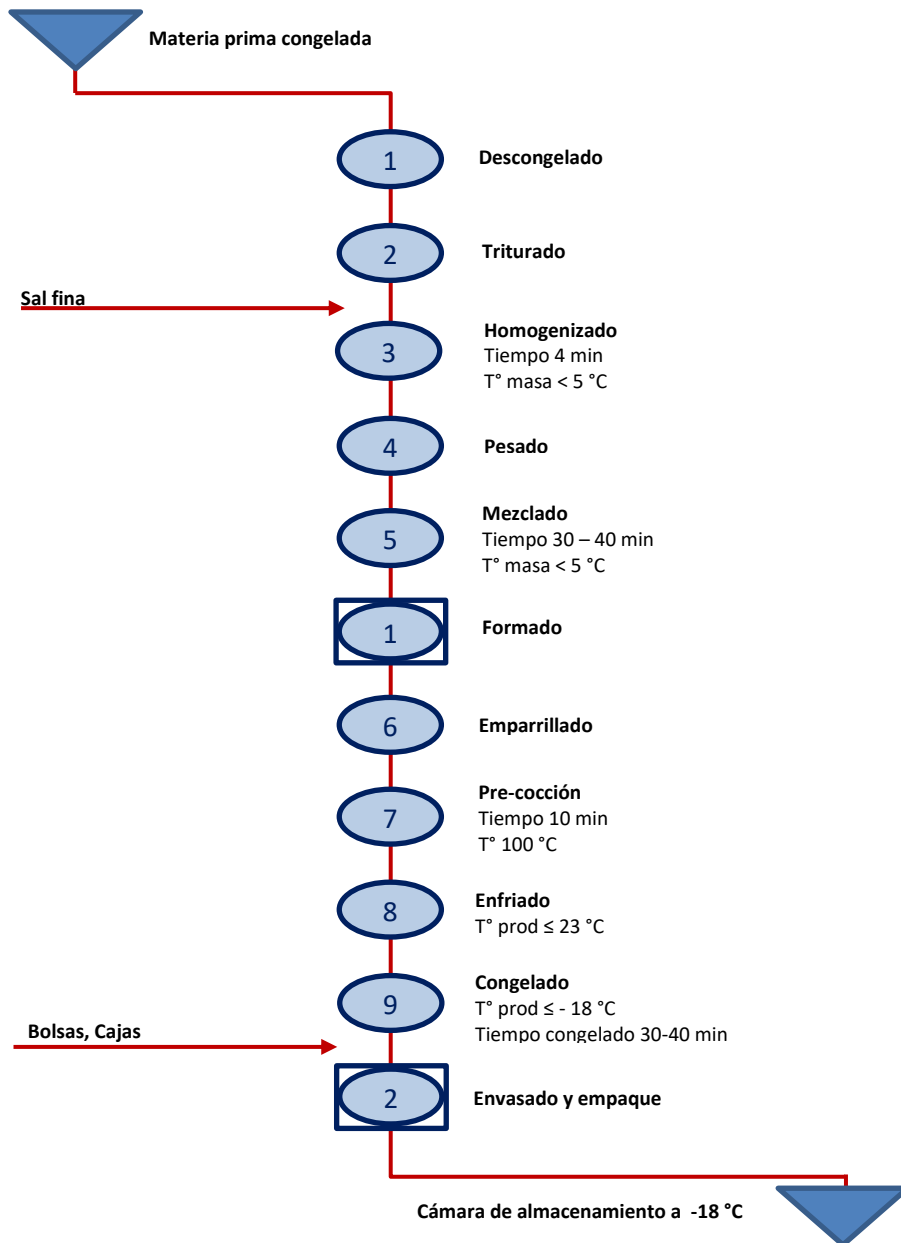 Materia prima congelada
1
Descongelado
2
Triturado
Sal fina
3
Homogenizado
Tiempo 4 min
T° masa < 5 °C
4
Pesado
5
Mezclado
Tiempo 30 – 40 min
T° masa < 5 °C
1
Formado
6
Emparrillado
7
Pre-cocción
Tiempo 10 min
T° 100 °C
8
Enfriado
T° prod ≤ 23 °C
9
Congelado
T° prod ≤ - 18 °C
Tiempo congelado 30-40 min
Bolsas, Cajas
2
Envasado y empaque
Cámara de almacenamiento a -18 °C